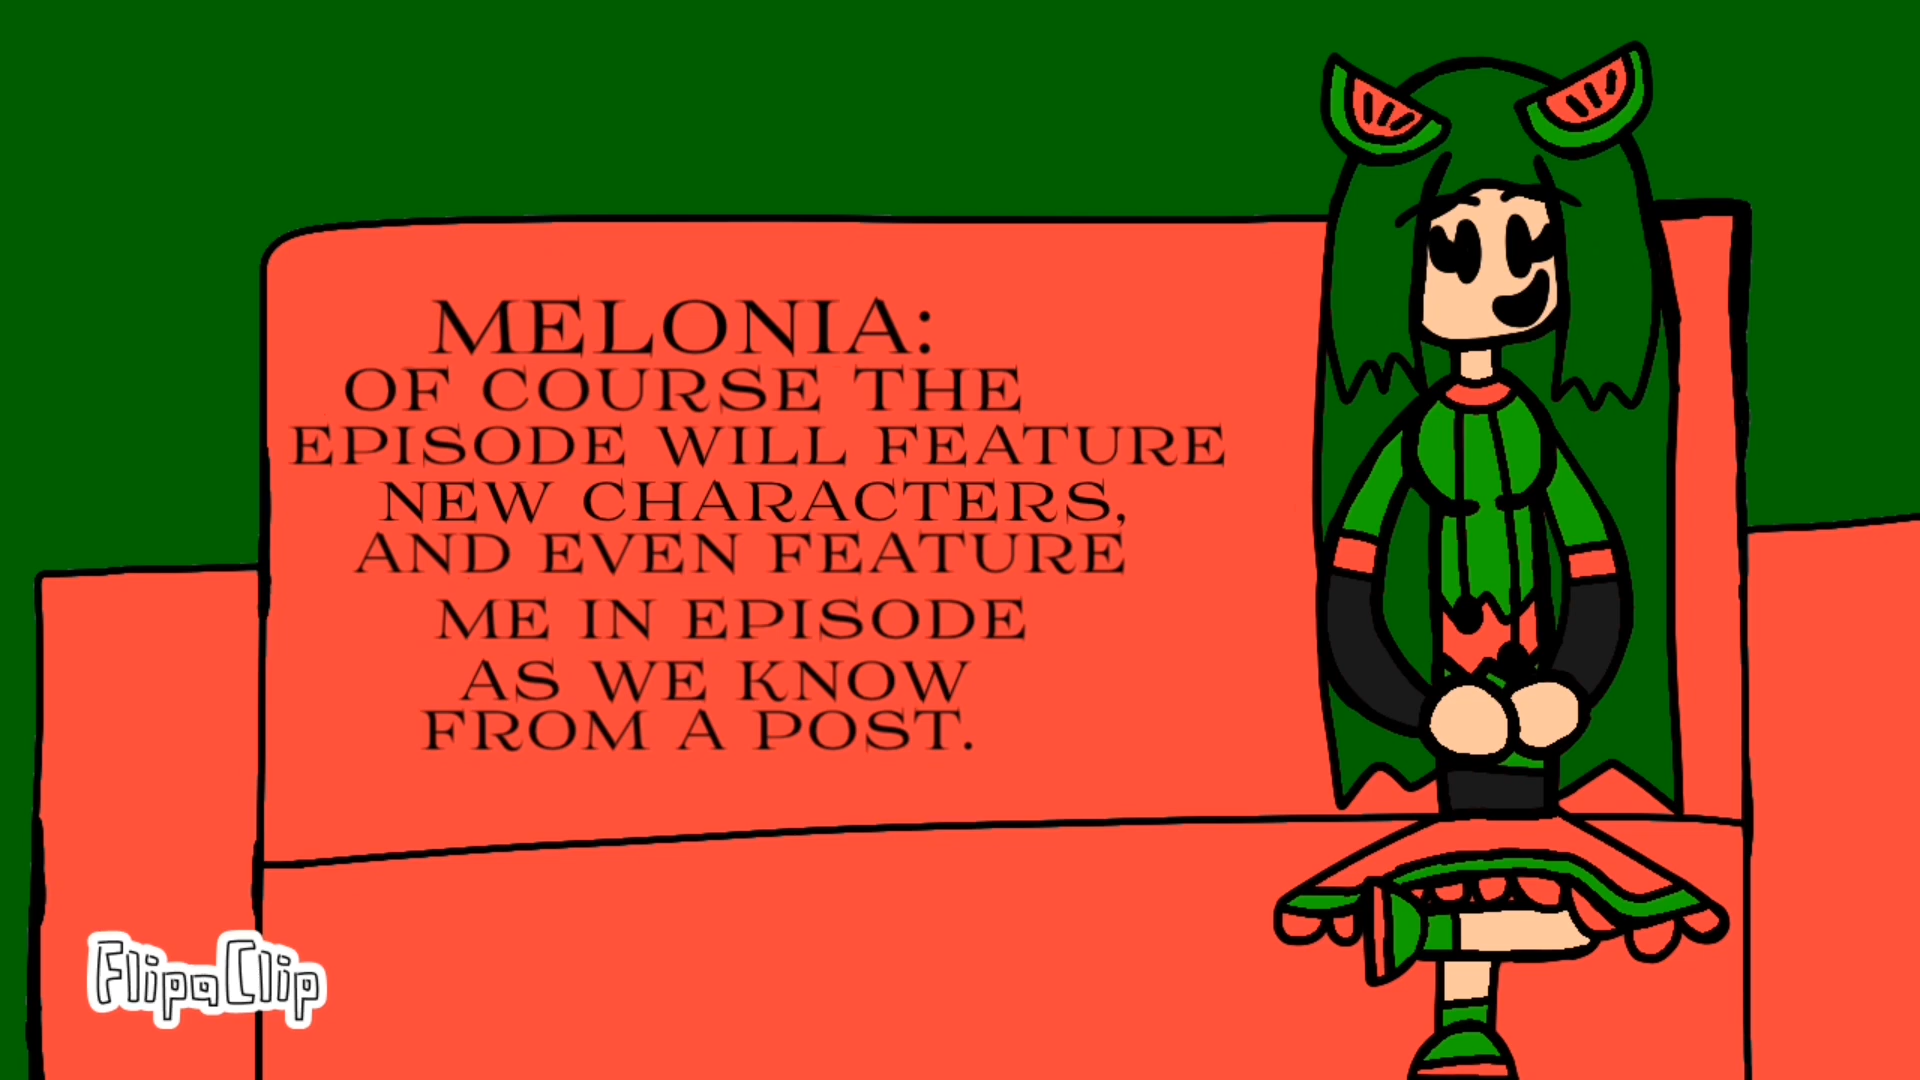 MELONIA:
OF COURSE THE
EPISODE WILL FEATURE
NEW CHARACTERS,
AND EVEN FEATURE
ME IN EPISODE
AS WE KNOW
FROM A POST.
FlipaClip